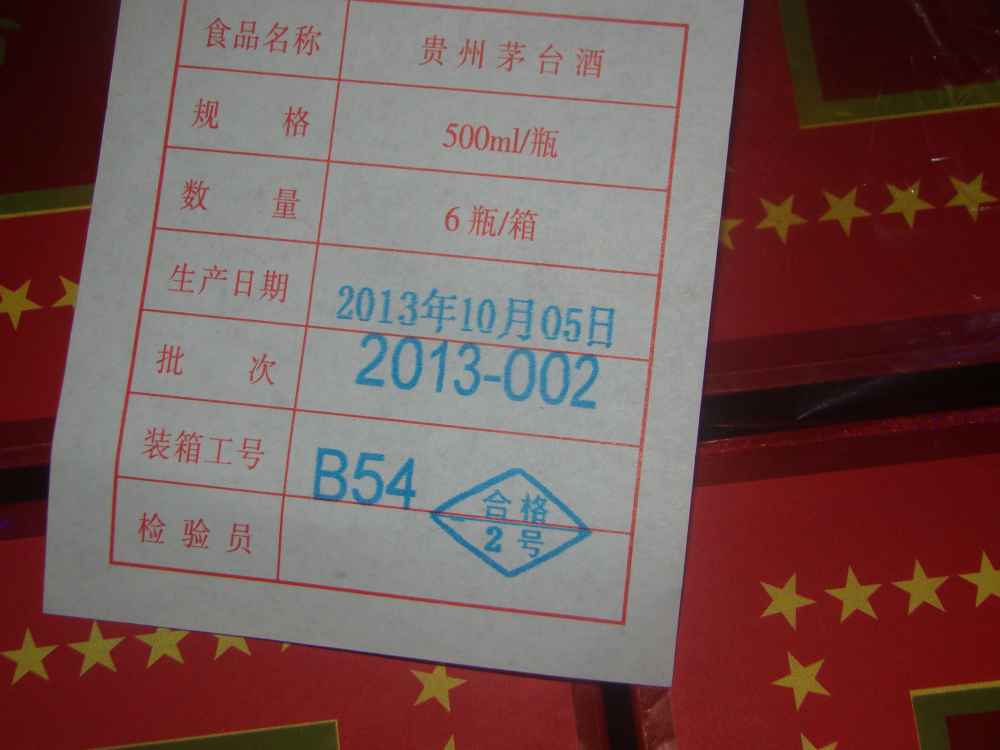 食品名称 贵州茅台酒
规格 500ml/瓶
数量 6瓶/箱
生产日期 2013年10月05日
批次 2013-002
装箱工号 B54
检验员 合格
2号